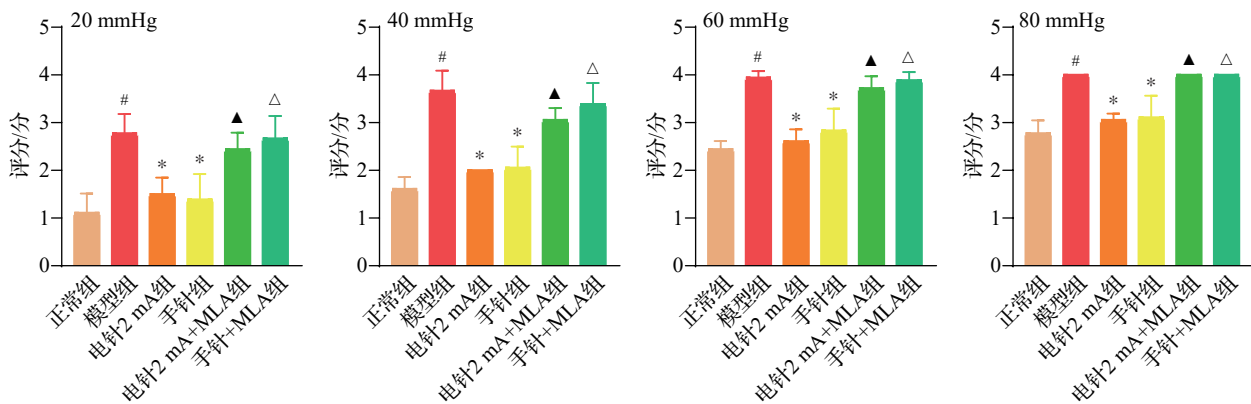 20 mmHg
评分/分
5
4
3
2
1
0
#
*
*
▲
△
正常组
模型组
电针2 mA组
手针组
电针2 mA+MLA组
手针+MLA组
40 mmHg
评分/分
5
4
3
2
1
0
#
*
*
▲
△
正常组
模型组
电针2 mA组
手针组
电针2 mA+MLA组
手针+MLA组
60 mmHg
评分/分
5
4
3
2
1
0
#
*
*
▲
△
正常组
模型组
电针2 mA组
手针组
电针2 mA+MLA组
手针+MLA组
80 mmHg
评分/分
5
4
3
2
1
0
#
*
*
▲
△
正常组
模型组
电针2 mA组
手针组
电针2 mA+MLA组
手针+MLA组